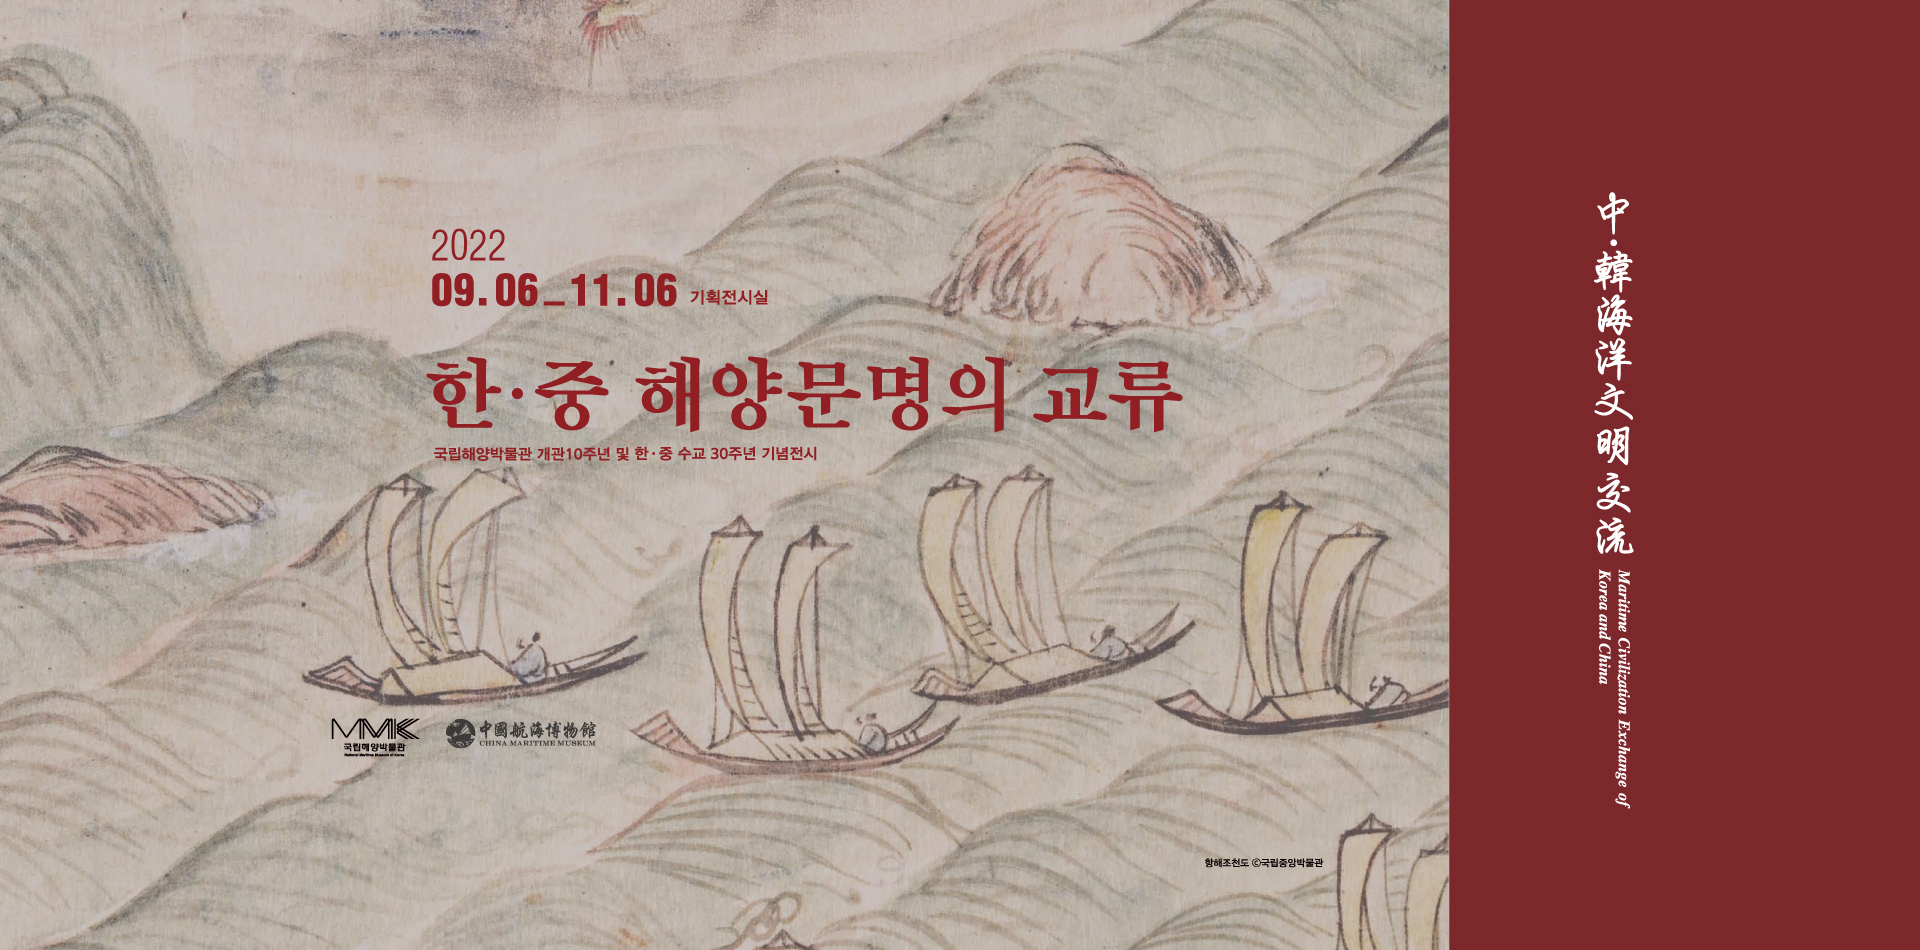 2022
09.06_11.06 기획전시실
한·중 해양문명의 교류
국립해양박물관 개관10주년 및 한·중 수교 30주년 기념전시
MMK
국립해양박물관
National Maritime Museum of Korea
中國航海博物館
CHINA MARITIME MUSEUM
항해조천도 ©국립중앙박물관
中·韓海洋文明交流
Maritime Civilization Exchange of
Korea and China